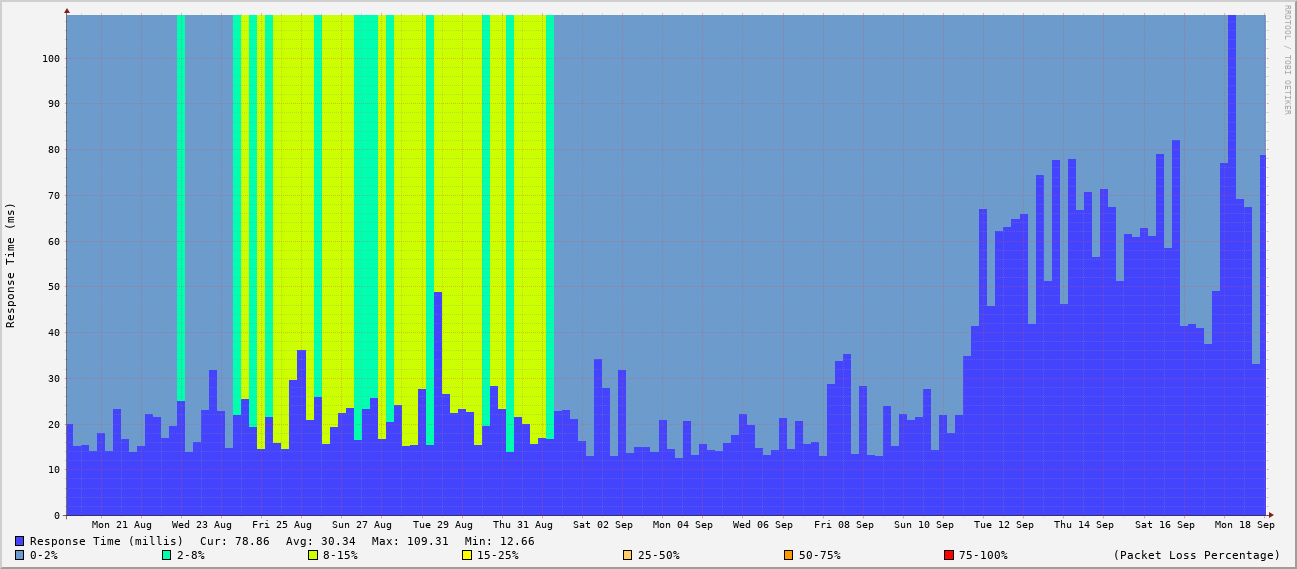 RRDTOOL / TOBI OETIKER
Response Time (ms)
100
90
80
70
60
50
40
30
20
10
0
Mon 21 Aug Wed 23 Aug Fri 25 Aug Sun 27 Aug Tue 29 Aug Thu 31 Aug Sat 02 Sep Mon 04 Sep Wed 06 Sep Fri 08 Sep Sun 10 Sep Tue 12 Sep Thu 14 Sep Sat 16 Sep Mon 18 Sep
Response Time (millis) Cur: 78.86 Avg: 30.34 Max: 109.31 Min: 12.66
0-2% 2-8% 8-15% 15-25% 25-50% 50-75% 75-100% (Packet Loss Percentage)